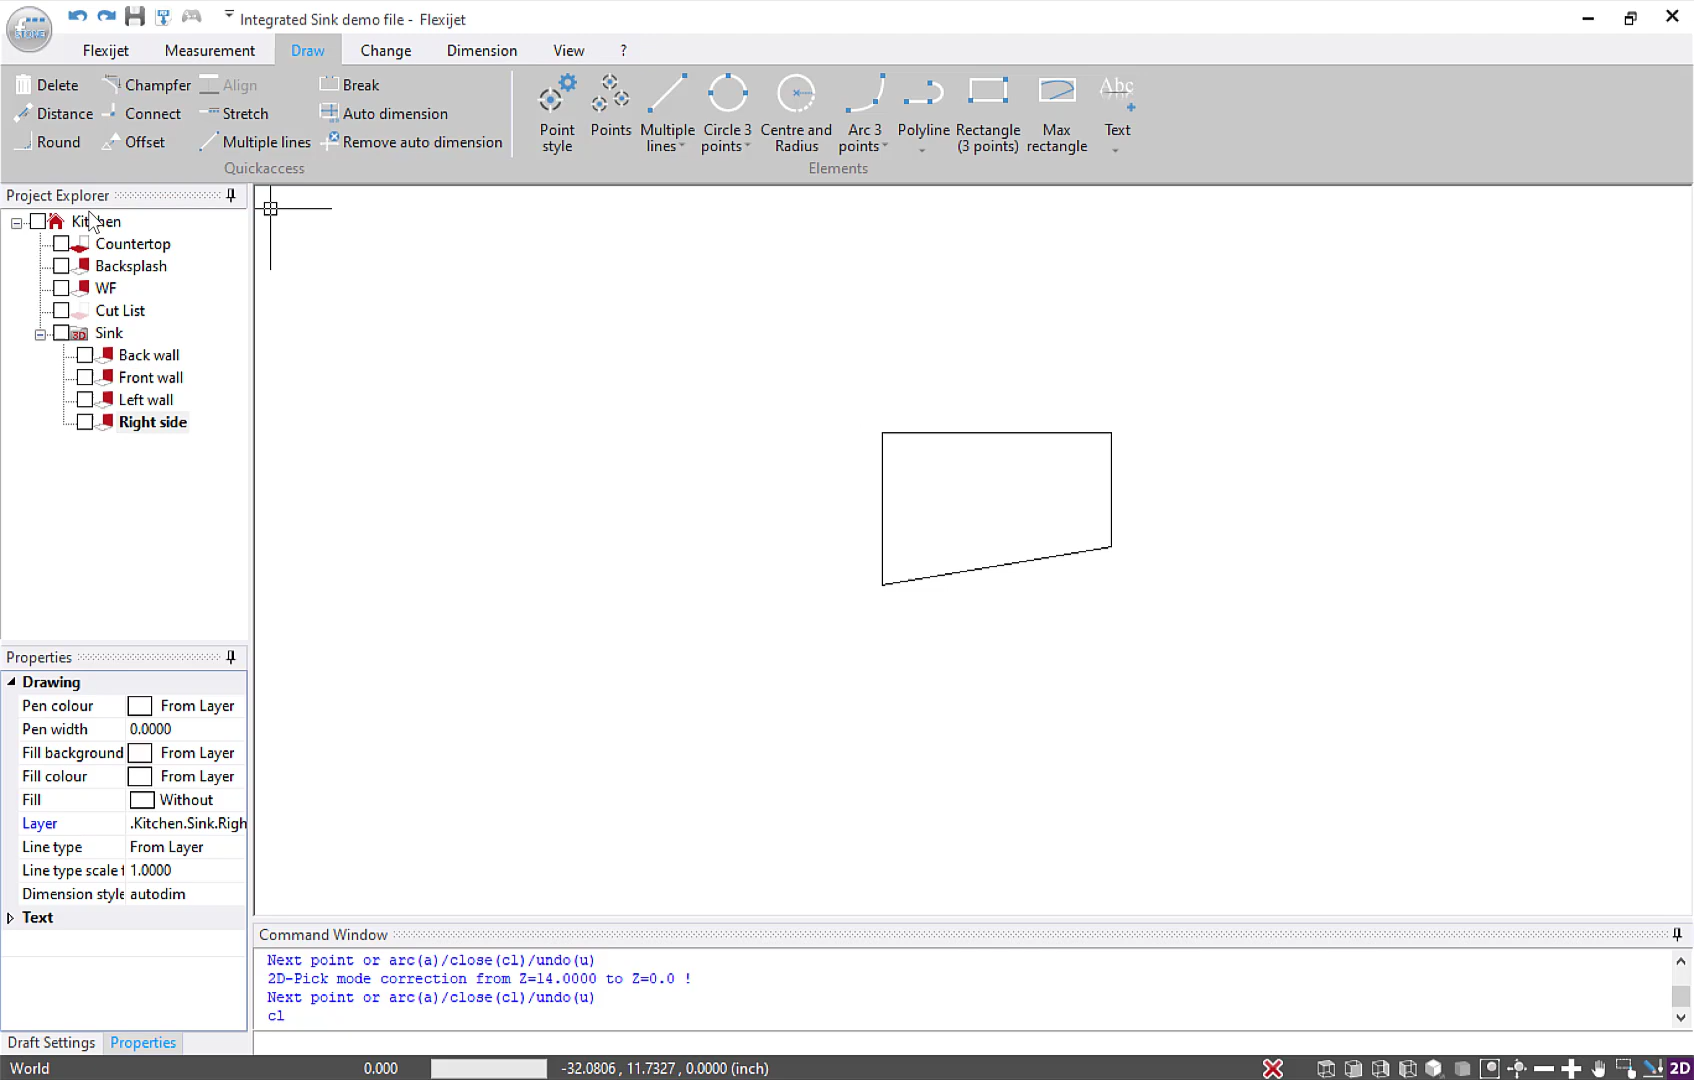 Integrated Sink demo file - Flexijet
STONE
Flexijet Measurement Draw Change Dimension View ?
Delete Champfer Align Break
Distance Connect Stretch Auto dimension
Round Offset Multiple lines Remove auto dimension
Quickaccess
Point style
Points
Multiple lines
Circle 3 points
Centre and Radius
Arc 3 points
Polyline
Rectangle (3 points)
Max rectangle
Abc
Text
Elements
Project Explorer
Kitchen
Countertop
Backsplash
WF
Cut List
3D Sink
Back wall
Front wall
Left wall
Right side
Properties
Drawing
Pen colour From Layer
Pen width 0.0000
Fill background From Layer
Fill colour From Layer
Fill Without
Layer .Kitchen.Sink.Righ
Line type From Layer
Line type scale f 1.0000
Dimension style autodim
Text
Draft Settings Properties
Command Window
Next point or arc(a)/close(cl)/undo(u)
2D-Pick mode correction from Z=14.0000 to Z=0.0 !
Next point or arc(a)/close(cl)/undo(u)
cl
World 0.000 -32.0806 , 11.7327 , 0.0000 (inch) 2D